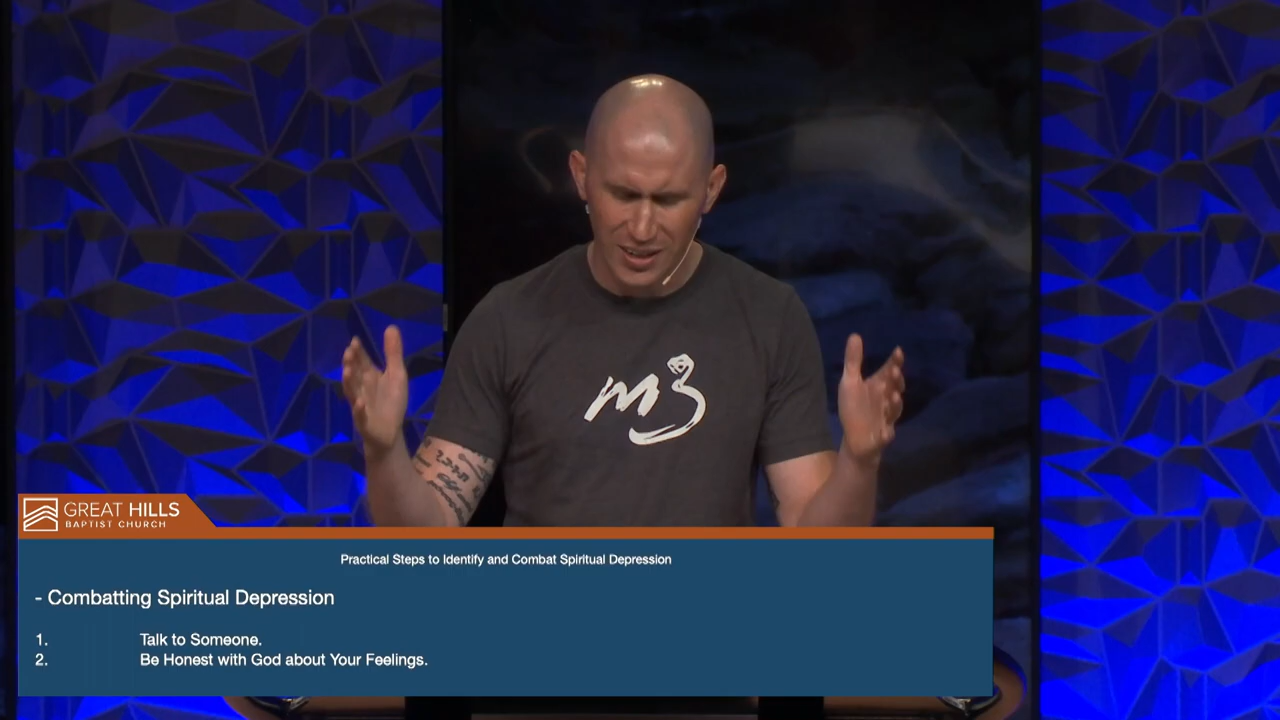 m3
GREAT HILLS
BAPTIST CHURCH
Practical Steps to Identify and Combat Spiritual Depression
- Combatting Spiritual Depression
1. Talk to Someone.
2. Be Honest with God about Your Feelings.